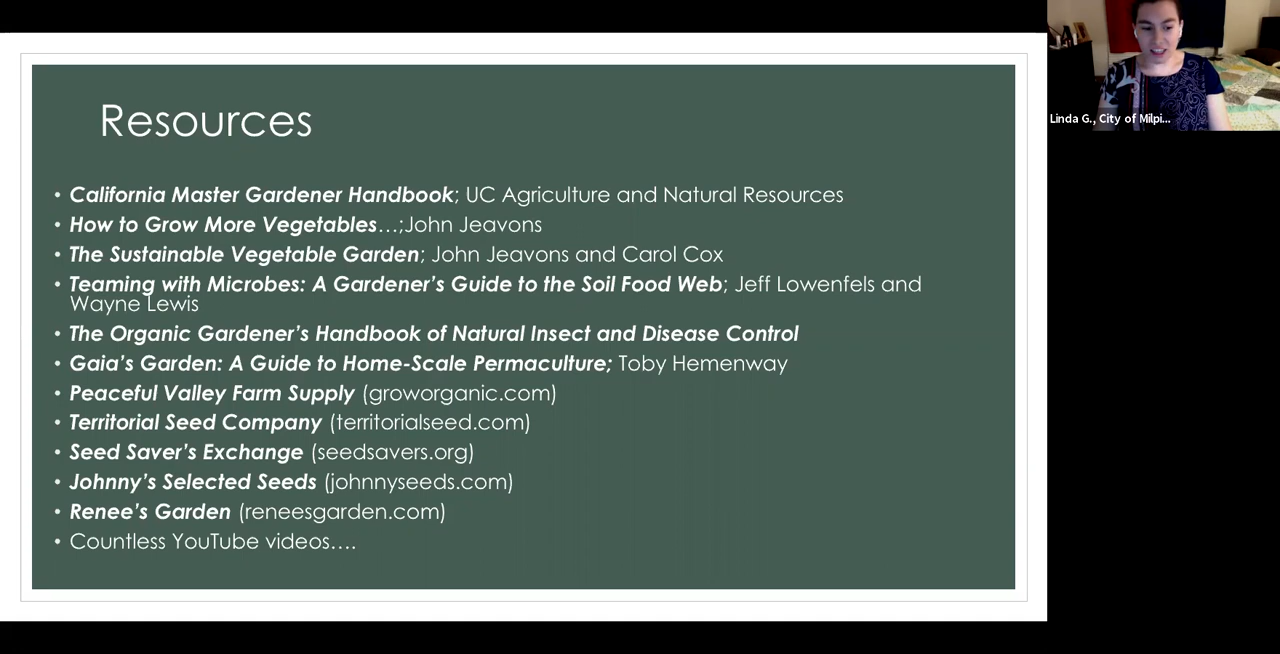 Resources
• California Master Gardener Handbook; UC Agriculture and Natural Resources
• How to Grow More Vegetables…;John Jeavons
• The Sustainable Vegetable Garden; John Jeavons and Carol Cox
• Teaming with Microbes: A Gardener's Guide to the Soil Food Web; Jeff Lowenfels and
Wayne Lewis
• The Organic Gardener's Handbook of Natural Insect and Disease Control
• Gaia's Garden: A Guide to Home-Scale Permaculture; Toby Hemenway
• Peaceful Valley Farm Supply (groworganic.com)
• Territorial Seed Company (territorialseed.com)
• Seed Saver's Exchange (seedsavers.org)
• Johnny's Selected Seeds (johnnyseeds.com)
• Renee's Garden (reneesgarden.com)
• Countless YouTube videos….
Linda G., City of Milpi...